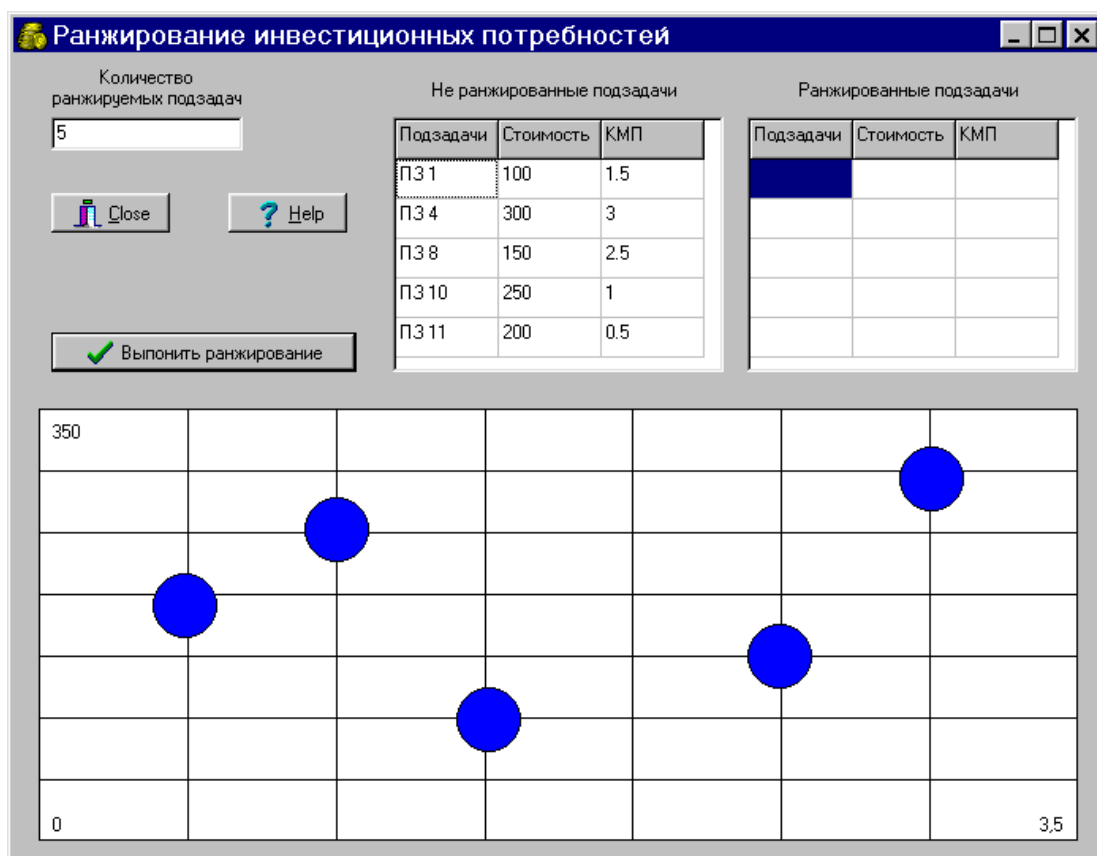 Ранжирование инвестиционных потребностей
Количество
ранжируемых подзадач
5
Close
Help
Выпонить ранжирование
Не ранжированные подзадачи
Подзадачи Стоимость КМП
ПЗ 1 100 1.5
ПЗ 4 300 3
ПЗ 8 150 2.5
ПЗ 10 250 1
ПЗ 11 200 0.5
Ранжированные подзадачи
Подзадачи Стоимость КМП
350
0
3,5